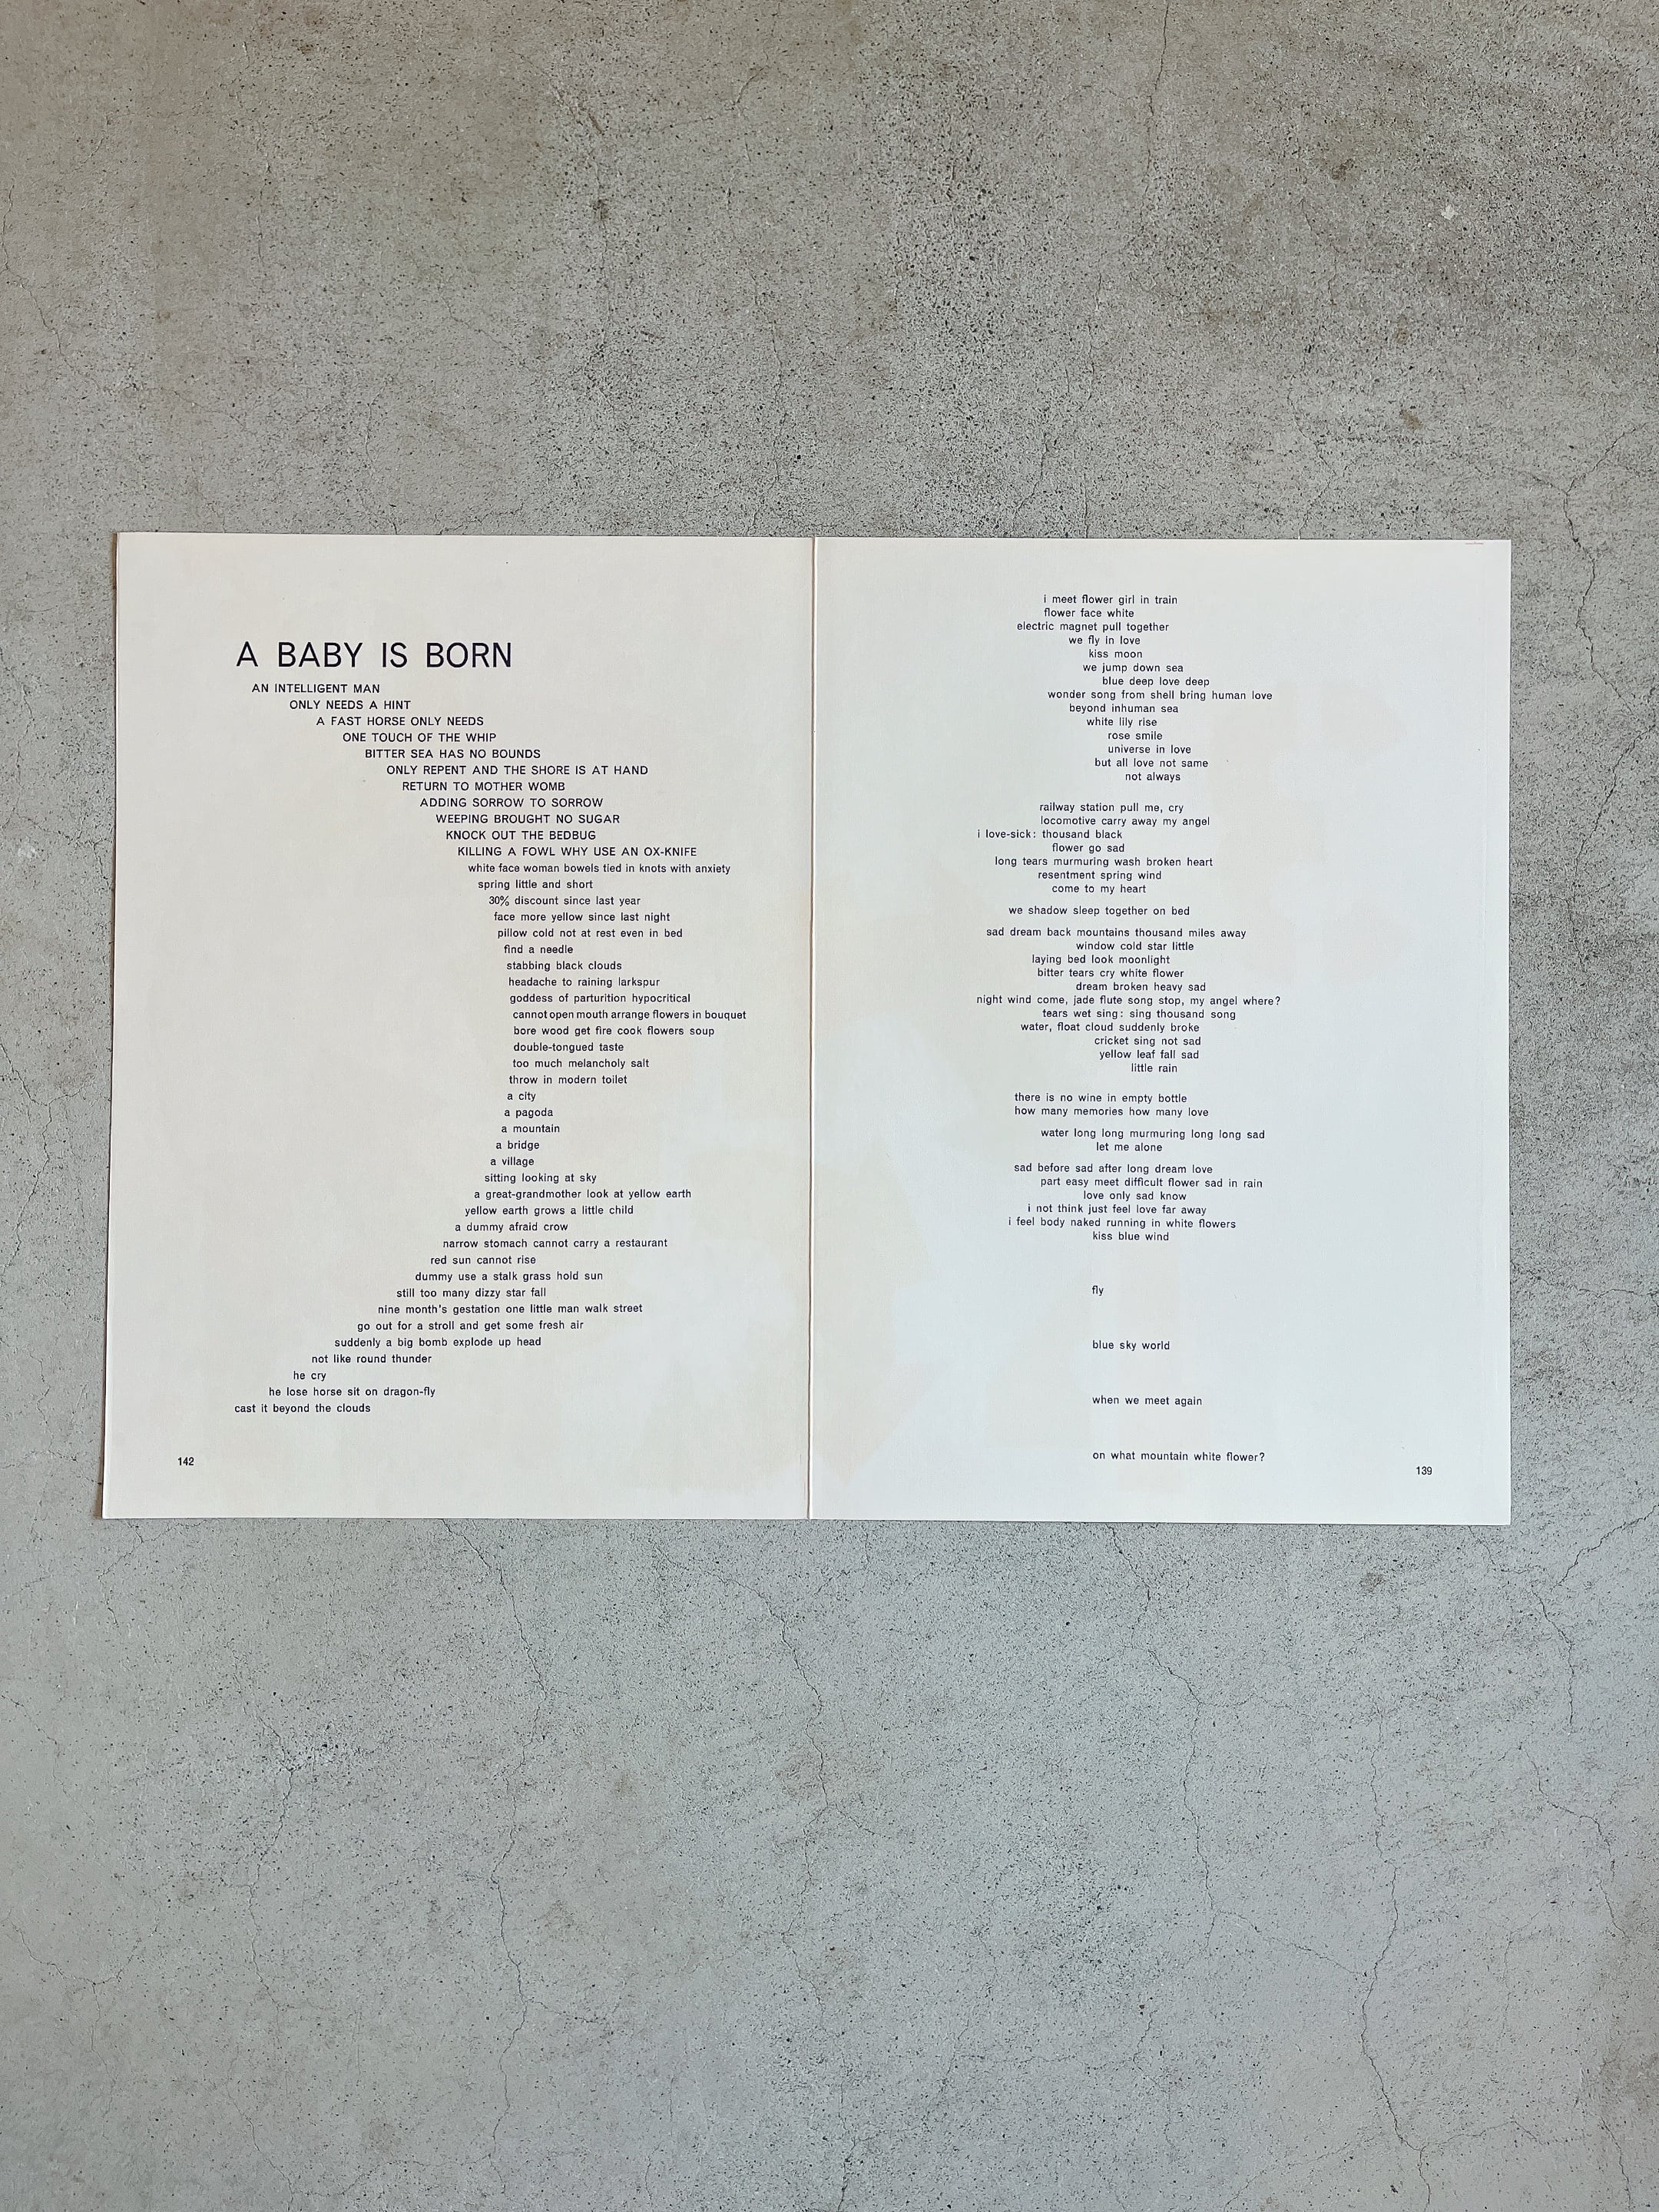 A BABY IS BORN
AN INTELLIGENT MAN
ONLY NEEDS A HINT
A FAST HORSE ONLY NEEDS
ONE TOUCH OF THE WHIP
BITTER SEA HAS NO BOUNDS
ONLY REPENT AND THE SHORE IS AT HAND
RETURN TO MOTHER WOMB
ADDING SORROW TO SORROW
WEEPING BROUGHT NO SUGAR
KNOCK OUT THE BEDBUG
KILLING A FOWL WHY USE AN OX-KNIFE
white face woman bowels tied in knots with anxiety
spring little and short
30% discount since last year
face more yellow since last night
pillow cold not at rest even in bed
find a needle
stabbing black clouds
headache to raining larkspur
goddess of parturition hypocritical
cannot open mouth arrange flowers in bouquet
bore wood get fire cook flowers soup
double-tongued taste
too much melancholy salt
throw in modern toilet
a city
a pagoda
a mountain
a bridge
a village
sitting looking at sky
a great-grandmother look at yellow earth
yellow earth grows a little child
a dummy afraid crow
narrow stomach cannot carry a restaurant
red sun cannot rise
dummy use a stalk grass hold sun
still too many dizzy star fall
nine month's gestation one little man walk street
go out for a stroll and get some fresh air
suddenly a big bomb explode up head
not like round thunder
he cry
he lose horse sit on dragon-fly
cast it beyond the clouds
142
i meet flower girl in train
flower face white
electric magnet pull together
we fly in love
kiss moon
we jump down sea
blue deep love deep
wonder song from shell bring human love
beyond inhuman sea
white lily rise
rose smile
universe in love
but all love not same
not always
railway station pull me, cry
locomotive carry away my angel
i love-sick: thousand black
flower go sad
long tears murmuring wash broken heart
resentment spring wind
come to my heart
we shadow sleep together on bed
sad dream back mountains thousand miles away
window cold star little
laying bed look moonlight
bitter tears cry white flower
dream broken heavy sad
night wind come, jade flute song stop, my angel where?
tears wet sing: sing thousand song
water, float cloud suddenly broke
cricket sing not sad
yellow leaf fall sad
little rain
there is no wine in empty bottle
how many memories how many love
water long long murmuring long long sad
let me alone
sad before sad after long dream love
part easy meet difficult flower sad in rain
love only sad know
i not think just feel love far away
i feel body naked running in white flowers
kiss blue wind
fly
blue sky world
when we meet again
on what mountain white flower?
139